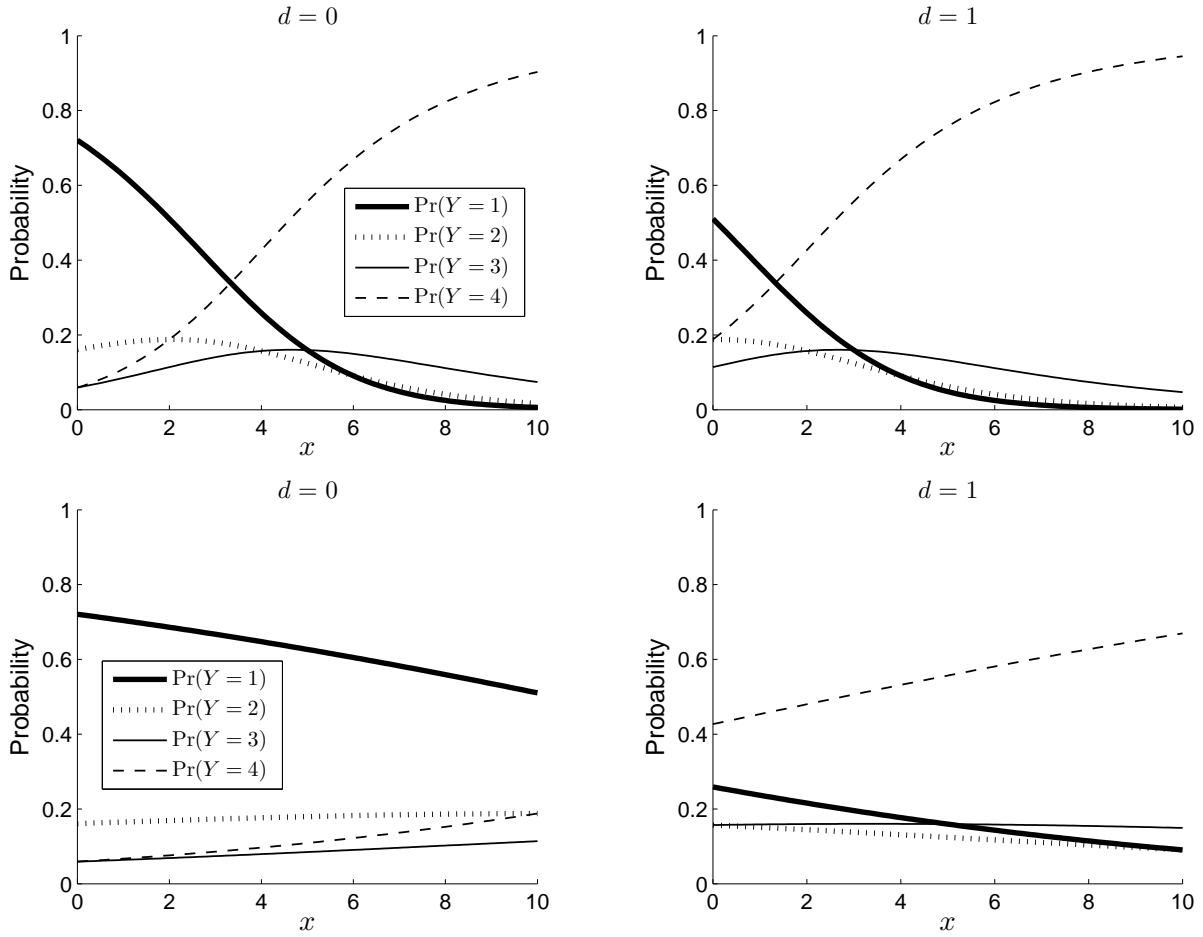 d = 0
1
0.8
0.6
0.4
0.2
0
Probability
0 2 4 6 8 10
x
Pr(Y = 1)
Pr(Y = 2)
Pr(Y = 3)
Pr(Y = 4)
d = 1
1
0.8
0.6
0.4
0.2
0
Probability
0 2 4 6 8 10
x
d = 0
1
0.8
0.6
0.4
0.2
0
Probability
0 2 4 6 8 10
x
Pr(Y = 1)
Pr(Y = 2)
Pr(Y = 3)
Pr(Y = 4)
d = 1
1
0.8
0.6
0.4
0.2
0
Probability
0 2 4 6 8 10
x